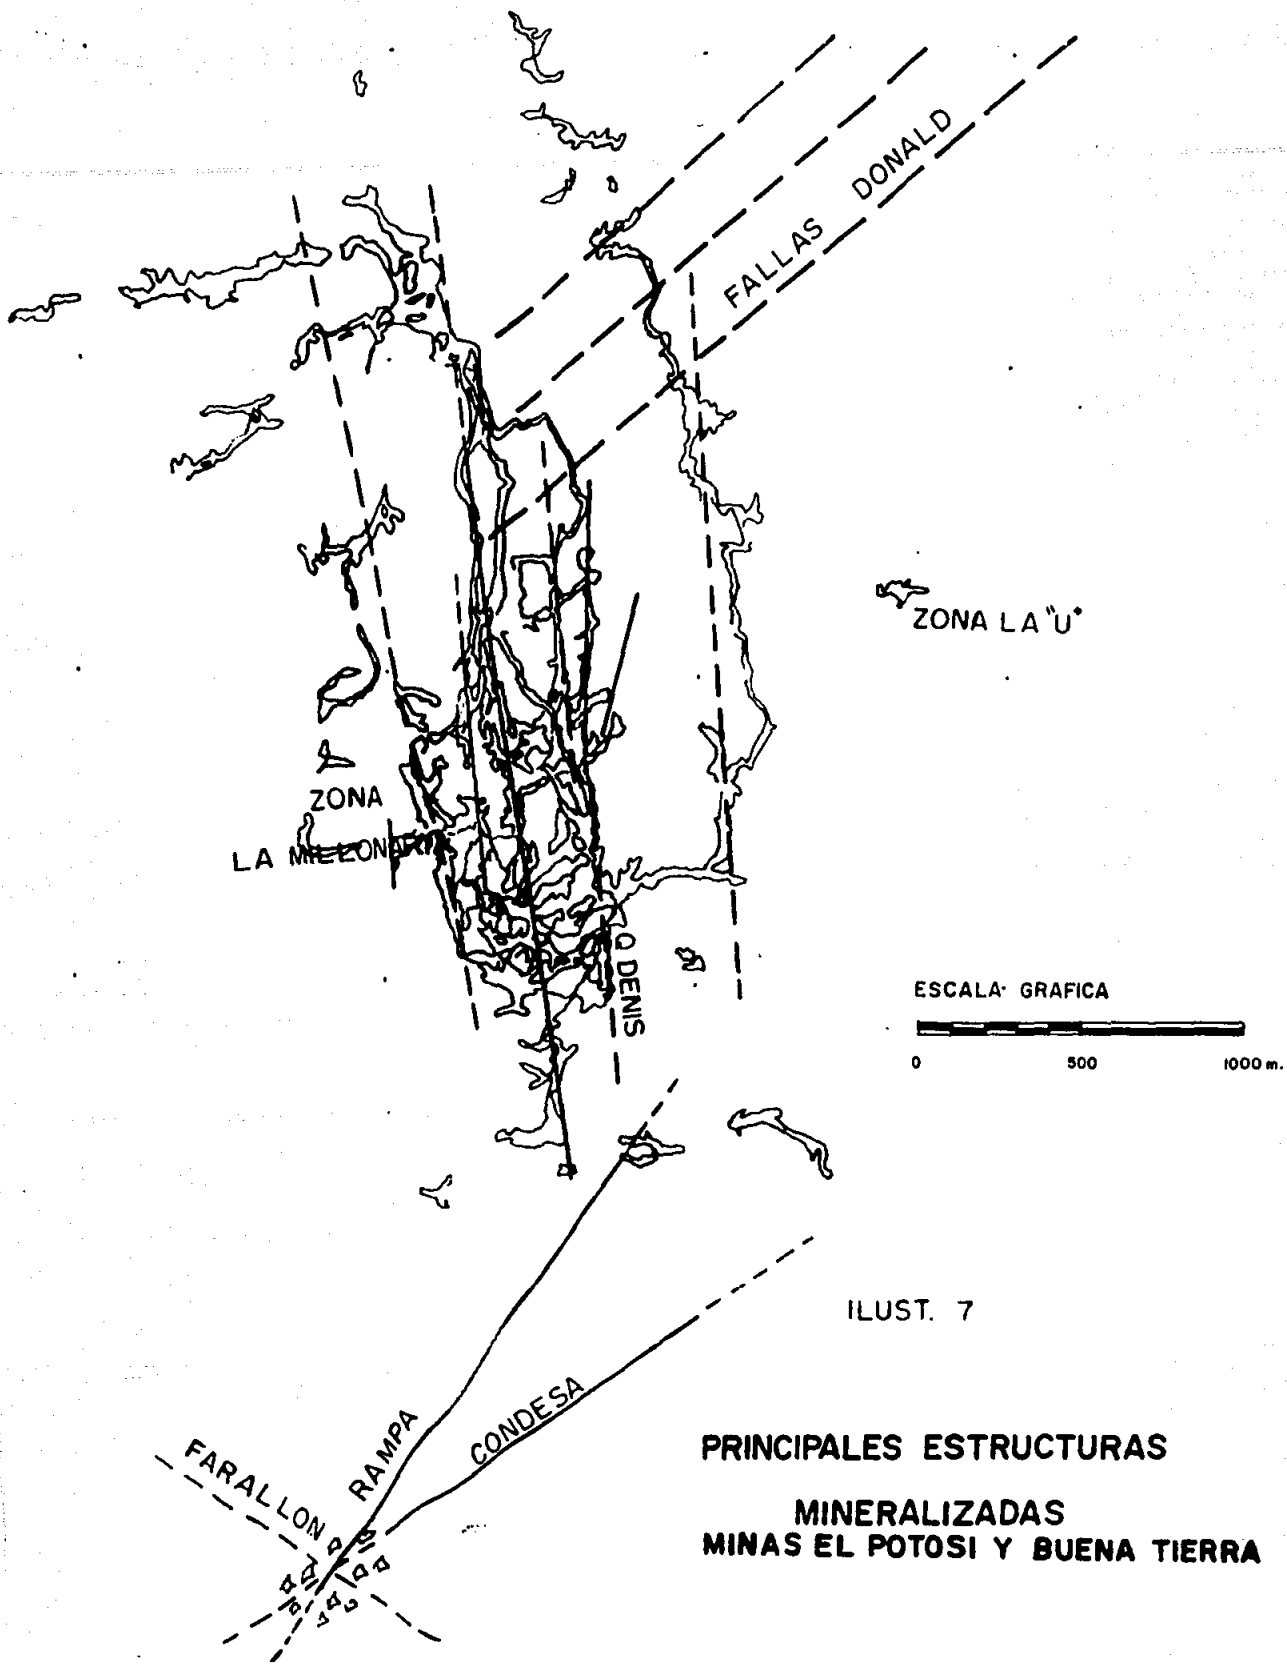 FALLAS DONALD
ZONA LA "U"
ZONA
LA MILLONARIA
Q DENIS
ESCALA GRAFICA
0 500 1000 m.
ILUST. 7
FARALLON
RAMPA
CONDESA
PRINCIPALES ESTRUCTURAS
MINERALIZADAS
MINAS EL POTOSI Y BUENA TIERRA